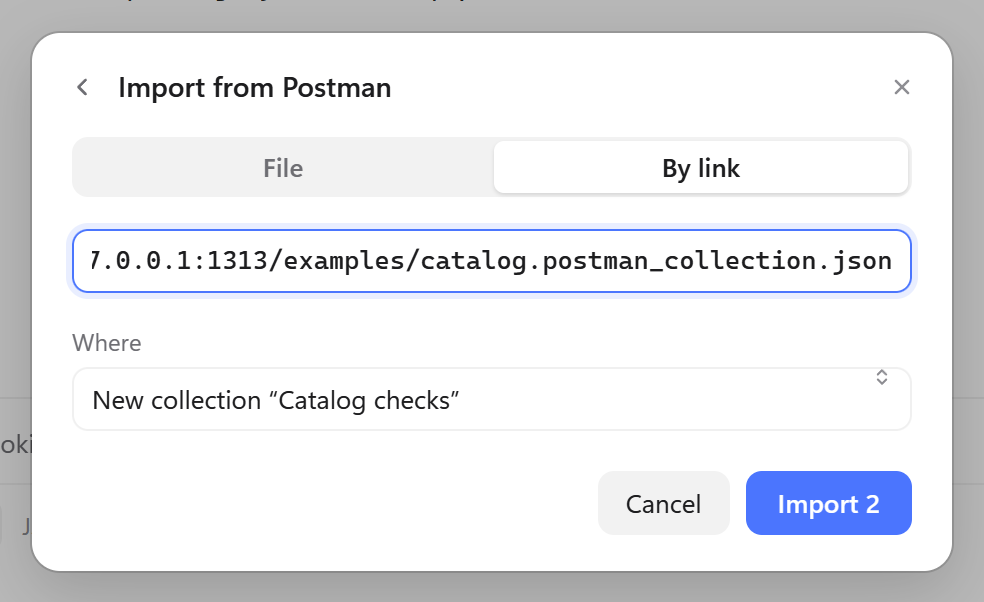 Import from Postman
File
By link
7.0.0.1:1313/examples/catalog.postman_collection.json
Where
New collection “Catalog checks”
oki
J
Cancel
Import 2